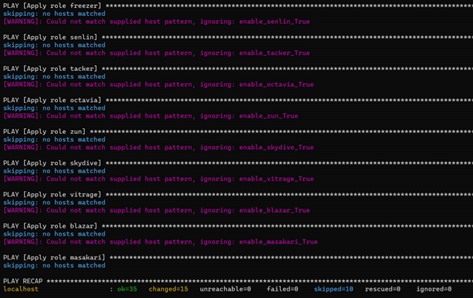 PLAY [Apply role freezer] ****************************************************************************************************
skipping: no hosts matched
[WARNING]: Could not match supplied host pattern, ignoring: enable_senlin_True
PLAY [Apply role senlin] *****************************************************************************************************
skipping: no hosts matched
[WARNING]: Could not match supplied host pattern, ignoring: enable_tacker_True
PLAY [Apply role tacker] *****************************************************************************************************
skipping: no hosts matched
[WARNING]: Could not match supplied host pattern, ignoring: enable_octavia_True
PLAY [Apply role octavia] ****************************************************************************************************
skipping: no hosts matched
[WARNING]: Could not match supplied host pattern, ignoring: enable_zun_True
PLAY [Apply role zun] ********************************************************************************************************
skipping: no hosts matched
[WARNING]: Could not match supplied host pattern, ignoring: enable_skydive_True
PLAY [Apply role skydive] ****************************************************************************************************
skipping: no hosts matched
[WARNING]: Could not match supplied host pattern, ignoring: enable_vitrage_True
PLAY [Apply role vitrage] ****************************************************************************************************
skipping: no hosts matched
[WARNING]: Could not match supplied host pattern, ignoring: enable_blazar_True
PLAY [Apply role blazar] *****************************************************************************************************
skipping: no hosts matched
[WARNING]: Could not match supplied host pattern, ignoring: enable_masakari_True
PLAY [Apply role masakari] ***************************************************************************************************
skipping: no hosts matched
PLAY RECAP *******************************************************************************************************************
localhost : ok=35 changed=15 unreachable=0 failed=0 skipped=10 rescued=0 ignored=0